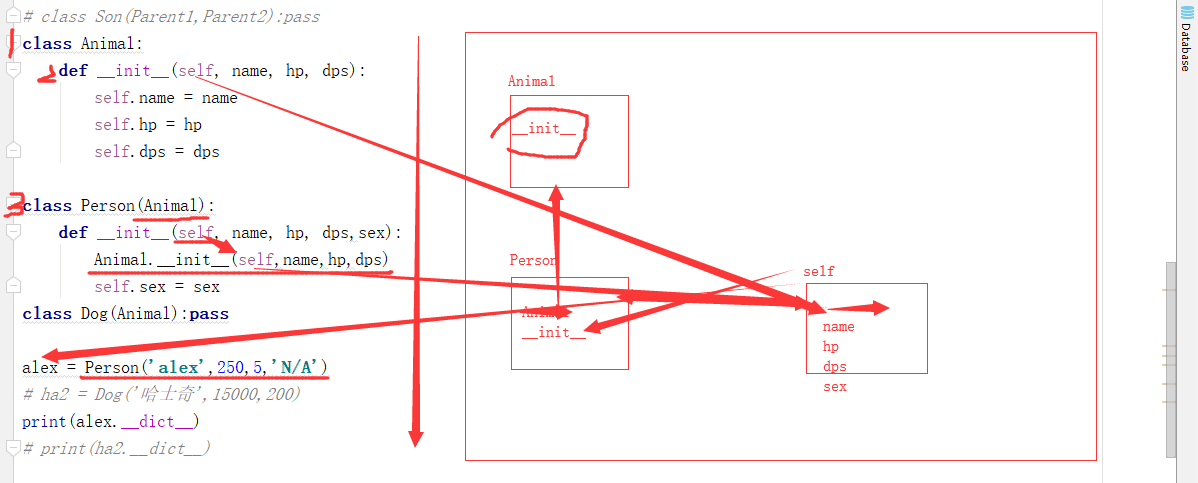 # class Son(Parent1,Parent2):pass
class Animal:
def __init__(self, name, hp, dps):
self.name = name
self.hp = hp
self.dps = dps
class Person(Animal):
def __init__(self, name, hp, dps,sex):
Animal.__init__(self,name,hp,dps)
self.sex = sex
class Dog(Animal):pass
alex = Person('alex',250,5,'N/A')
# ha2 = Dog('哈士奇',15000,200)
print(alex.__dict__)
# print(ha2.__dict__)
1
2
3
Animal
__init__
Person
Animal
__init__
self
name
hp
dps
sex
Database